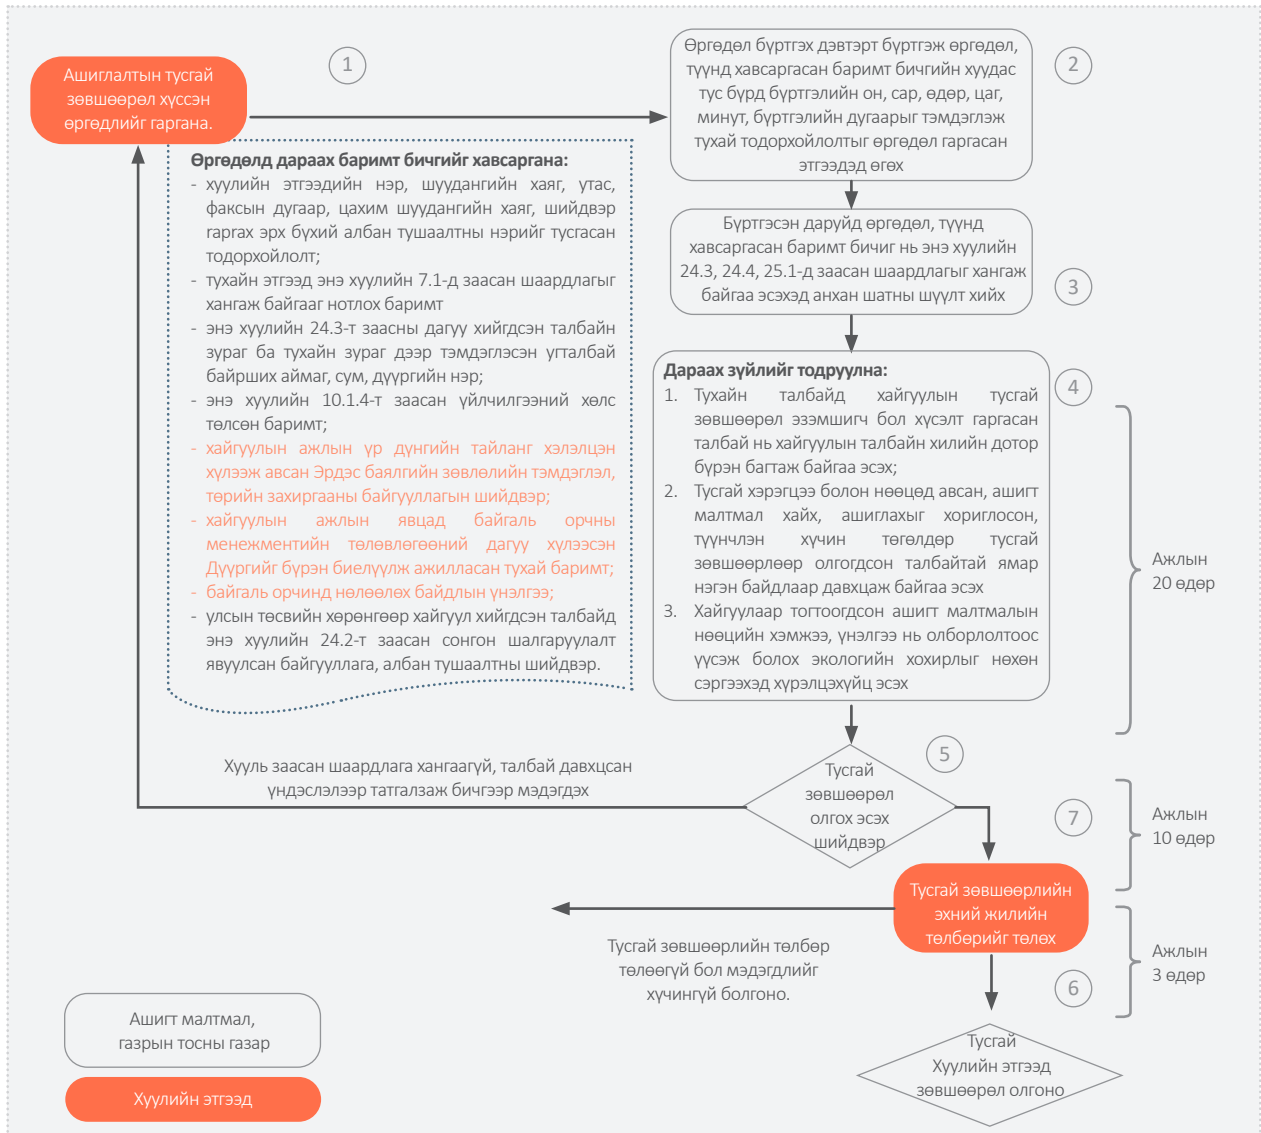 Ашиглалтын тусгай
зөвшөөрөл хүссэн
өргөдлийг гаргана.
1
Өргөдөл бүртгэх дэвтэрт бүртгэж өргөдөл,
түүнд хавсаргасан баримт бичгийн хуудас
тус бүрд бүртгэлийн он, сар, өдөр, цаг,
минут, бүртгэлийн дугаарыг тэмдэглэж
тухай тодорхойлолтыг өргөдөл гаргасан
этгээдэд өгөх
2
Өргөдөлд дараах баримт бичгийг хавсаргана:
- хуулийн этгээдийн нэр, шуудангийн хаяг, утас,
факсын дугаар, цахим шуудангийн хаяг, шийдвэр
rapraх эрх бүхий албан тушаалтны нэрийг тусгасан
тодорхойлолт;
- тухайн этгээд энэ хуулийн 7.1-д заасан шаардлагыг
хангаж байгааг нотлох баримт
- энэ хуулийн 24.3-т заасны дагуу хийгдсэн талбайн
зураг ба тухайн зураг дээр тэмдэглэсэн угталбай
байрших аймаг, сум, дүүргийн нэр;
- энэ хуулийн 10.1.4-т заасан үйлчилгээний хөлс
төлсөн баримт;
- хайгуулын ажлын үр дүнгийн тайланг хэлэлцэн
хүлээж авсан Эрдэс баялгийн зөвлөлийн тэмдэглэл,
төрийн захиргааны байгууллагын шийдвэр;
- хайгуулын ажлын явцад байгаль орчны
менежментийн төлөвлөгөөний дагуу хүлээсэн
Дүүргийг бүрэн биелүүлж ажилласан тухай баримт;
- байгаль орчинд нөлөөлөх байдлын үнэлгээ;
- улсын төсвийн хөрөнгөөр хайгуул хийгдсэн талбайд
энэ хуулийн 24.2-т заасан сонгон шалгаруулалт
явуулсан байгууллага, албан тушаалтны шийдвэр.
Бүртгэсэн даруйд өргөдөл, түүнд
хавсаргасан баримт бичиг нь энэ хуулийн
24.3, 24.4, 25.1-д заасан шаардлагыг хангаж
байгаа эсэхэд анхан шатны шүүлт хийх
3
Дараах зүйлийг тодруулна:
1. Тухайн талбайд хайгуулын тусгай
зөвшөөрөл эзэмшигч бол хүсэлт гаргасан
талбай нь хайгуулын талбайн хилийн дотор
бүрэн багтаж байгаа эсэх;
2. Тусгай хэрэгцээ болон нөөцөд авсан, ашигт
малтмал хайх, ашиглахыг хориглосон,
түүнчлэн хүчин төгөлдөр тусгай
зөвшөөрлөөр олгогдсон талбайтай ямар
нэгэн байдлаар давхцаж байгаа эсэх
3. Хайгуулаар тогтоогдсон ашигт малтмалын
нөөцийн хэмжээ, үнэлгээ нь олборлолтоос
үүсэж болох экологийн хохирлыг нөхөн
сэргээхэд хүрэлцэхүйц эсэх
4
Ажлын
20 өдөр
Хууль заасан шаардлага хангаагүй, талбай давхцсан
үндэслэлээр татгалзаж бичгээр мэдэгдэх
Тусгай
зөвшөөрөл
олгох эсэх
шийдвэр
5
7
Ажлын
10 өдөр
Тусгай зөвшөөрлийн
эхний жилийн
төлбөрийг төлөх
Тусгай зөвшөөрлийн төлбөр
төлөөгүй бол мэдэгдлийг
хүчингүй болгоно.
6
Ажлын
3 өдөр
Тусгай
Хуулийн этгээд
зөвшөөрөл олгоно
Ашигт малтмал,
газрын тосны газар
Хуулийн этгээд